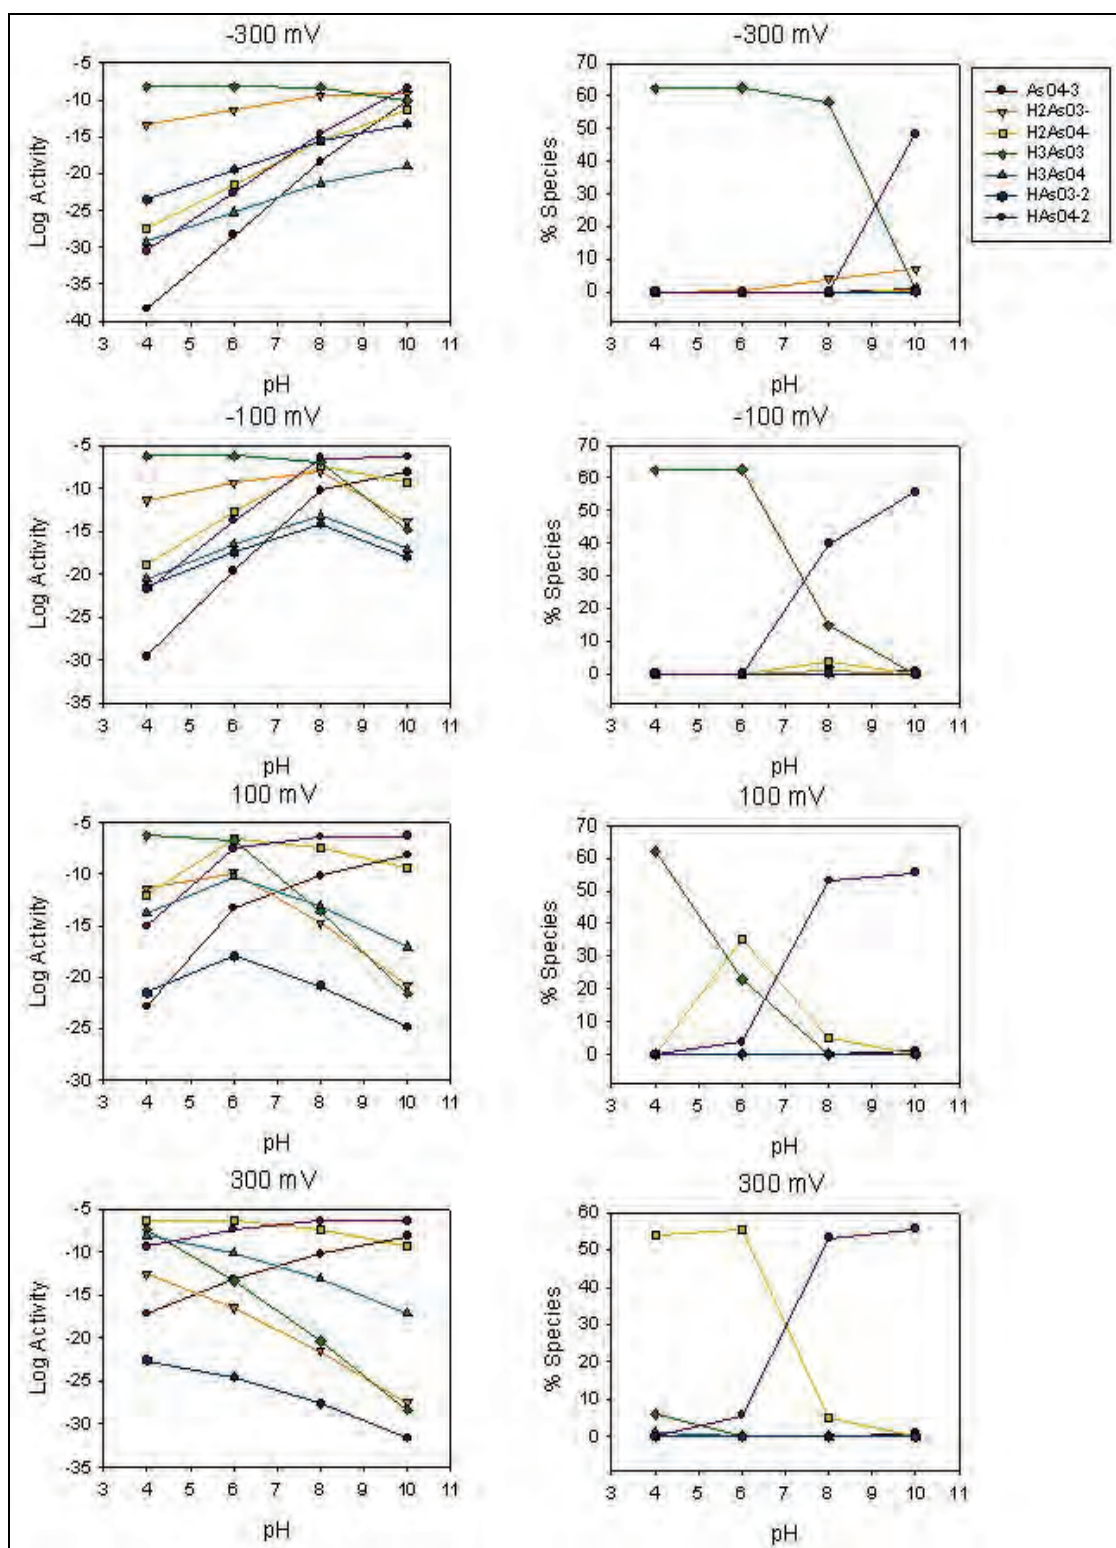 -300 mV
-5
-10
-15
-20
-25
-30
-35
-40
Log Activity
3 4 5 6 7 8 9 10 11
pH
-300 mV
70
60
50
40
30
20
10
0
% Species
3 4 5 6 7 8 9 10 11
pH
AsO4-3
H2AsO3-
H2AsO4-
H3AsO3
H3AsO4
HAsO3-2
HAsO4-2
-100 mV
-5
-10
-15
-20
-25
-30
-35
Log Activity
3 4 5 6 7 8 9 10 11
pH
-100 mV
70
60
50
40
30
20
10
0
% Species
3 4 5 6 7 8 9 10 11
pH
100 mV
-5
-10
-15
-20
-25
-30
Log Activity
3 4 5 6 7 8 9 10 11
pH
100 mV
70
60
50
40
30
20
10
0
% Species
3 4 5 6 7 8 9 10 11
pH
300 mV
-5
-10
-15
-20
-25
-30
-35
Log Activity
3 4 5 6 7 8 9 10 11
pH
300 mV
60
50
40
30
20
10
0
% Species
3 4 5 6 7 8 9 10 11
pH